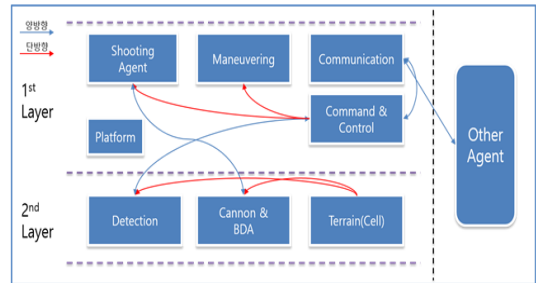 양방향
단방향
1st
Layer
Shooting
Agent
Maneuvering
Communication
Command &
Control
Platform
Other
Agent
2nd
Layer
Detection
Cannon &
BDA
Terrain(Cell)